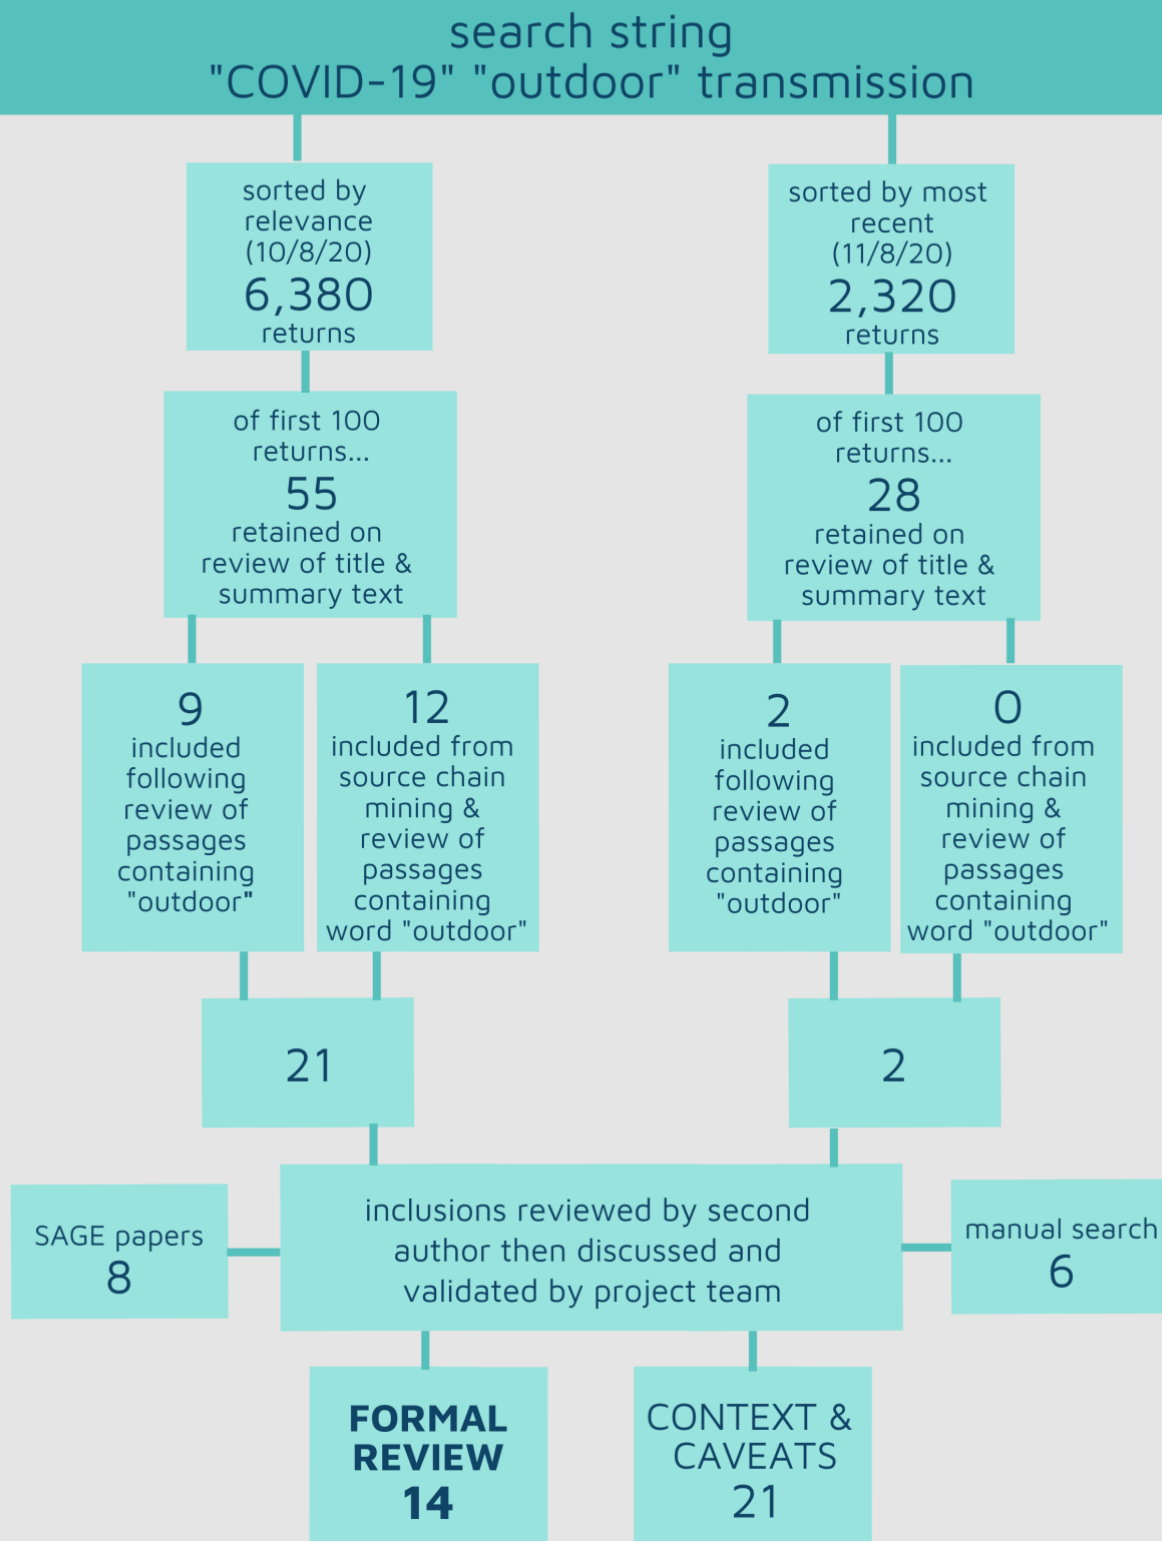 search string
"COVID-19" "outdoor" transmission
sorted by
relevance
(10/8/20)
6,380
returns
sorted by most
recent
(11/8/20)
2,320
returns
of first 100
returns...
55
retained on
review of title &
summary text
of first 100
returns...
28
retained on
review of title &
summary text
9
included
following
review of
passages
containing
"outdoor"
12
included from
source chain
mining &
review of
passages
containing
word "outdoor"
2
included
following
review of
passages
containing
"outdoor"
0
included from
source chain
mining &
review of
passages
containing
word "outdoor"
21
2
SAGE papers
8
inclusions reviewed by second
author then discussed and
validated by project team
manual search
6
FORMAL
REVIEW
14
CONTEXT &
CAVEATS
21